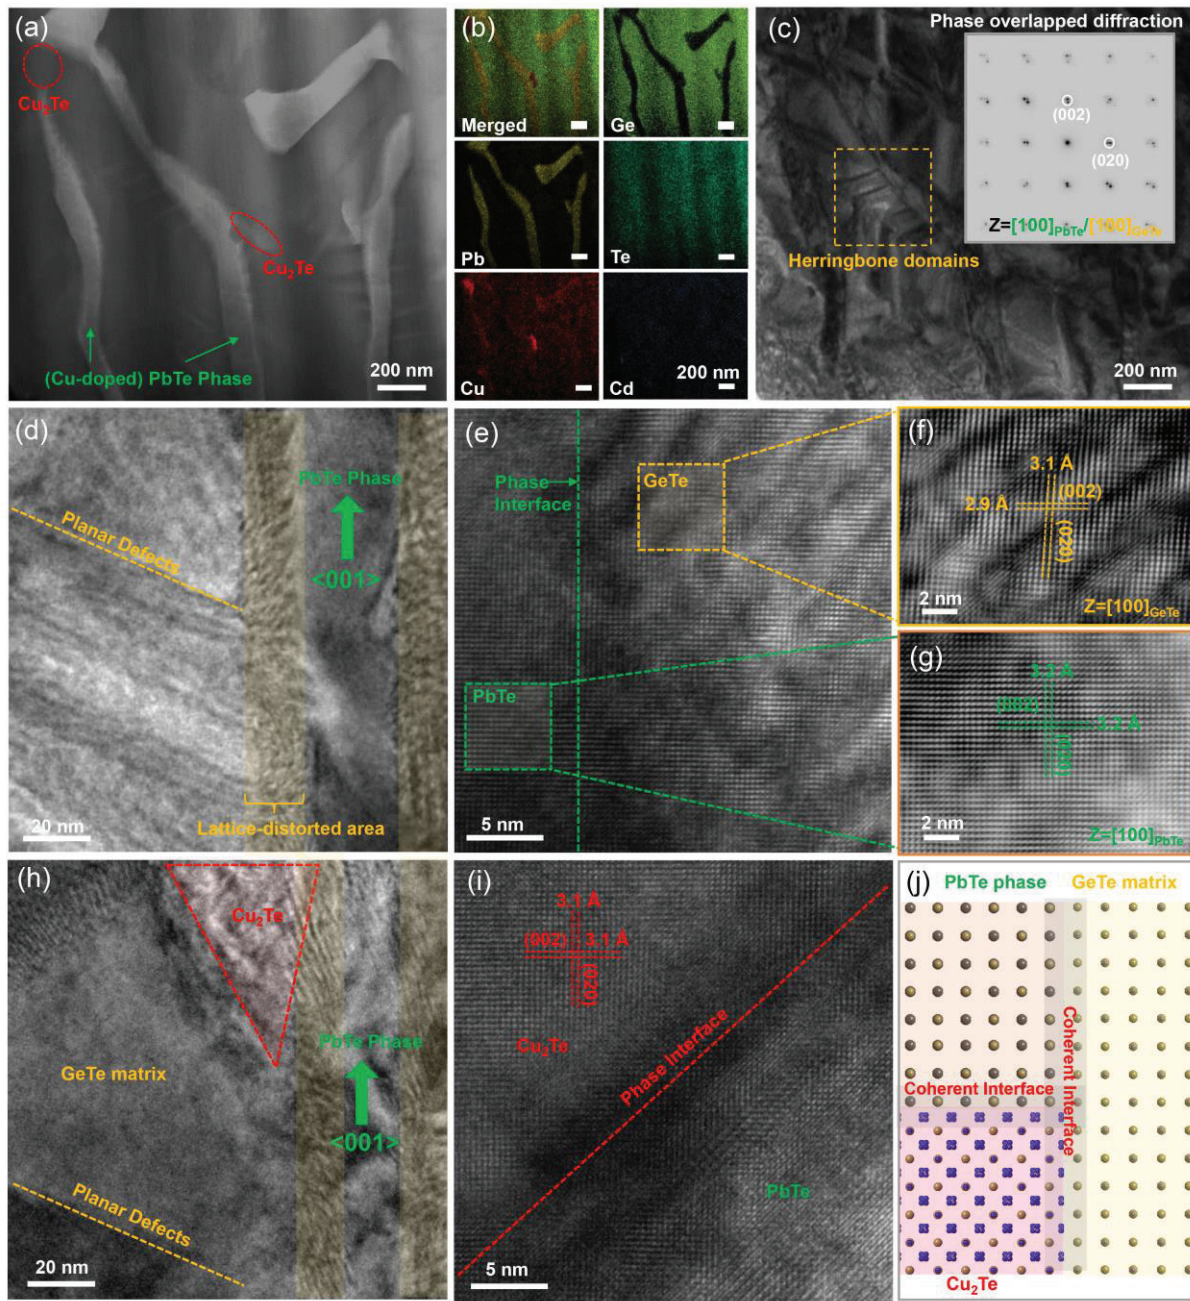 (a)
Cu₂Te
Cu₂Te
(Cu-doped) PbTe Phase
200 nm
(b)
Merged
Ge
Pb
Te
Cu
200 nm
Cd
(c)
Phase overlapped diffraction
(002)
(020)
Z=[100]PbTe/[100]GeTe
Herringbone domains
200 nm
(d)
PbTe Phase
Planar Defects
<001>
20 nm
Lattice-distorted area
(e)
Phase
Interface
GeTe
PbTe
5 nm
(f)
3.1 Å
(002)
2.9 Å
(020)
2 nm
Z=[100]GeTe
(g)
3.2 Å
(002)
3.2 Å
(020)
2 nm
Z=[100]PbTe
(h)
Cu₂Te
PbTe Phase
GeTe matrix
<001>
Planar Defects
20 nm
(i)
3.1 Å
(002)
3.1 Å
(020)
Cu₂Te
Phase Interface
PbTe
5 nm
(j)
PbTe phase
GeTe matrix
Coherent Interface
Coherent Interface
Cu₂Te